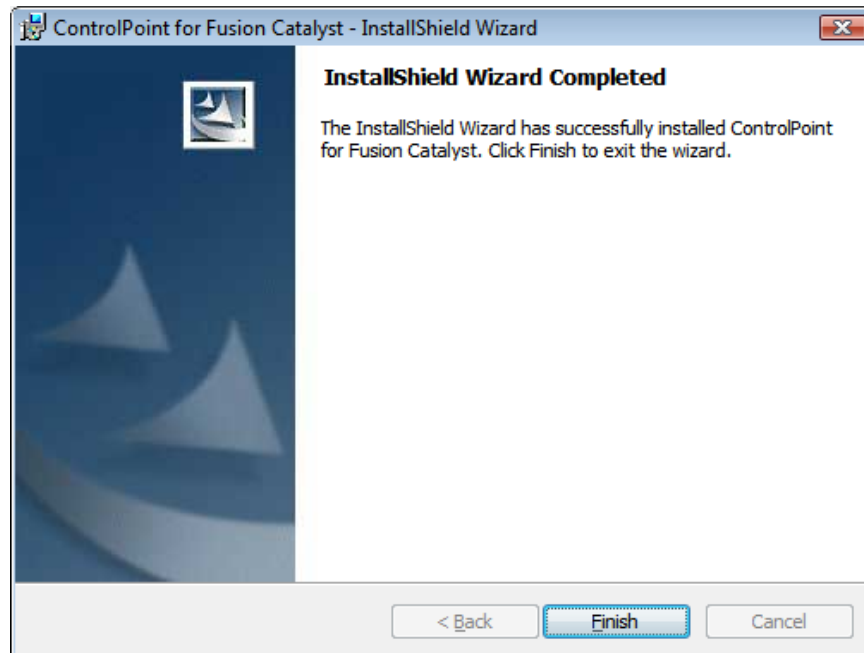 ControlPoint for Fusion Catalyst - InstallShield Wizard
InstallShield Wizard Completed
The InstallShield Wizard has successfully installed ControlPoint
for Fusion Catalyst. Click Finish to exit the wizard.
< Back Finish Cancel